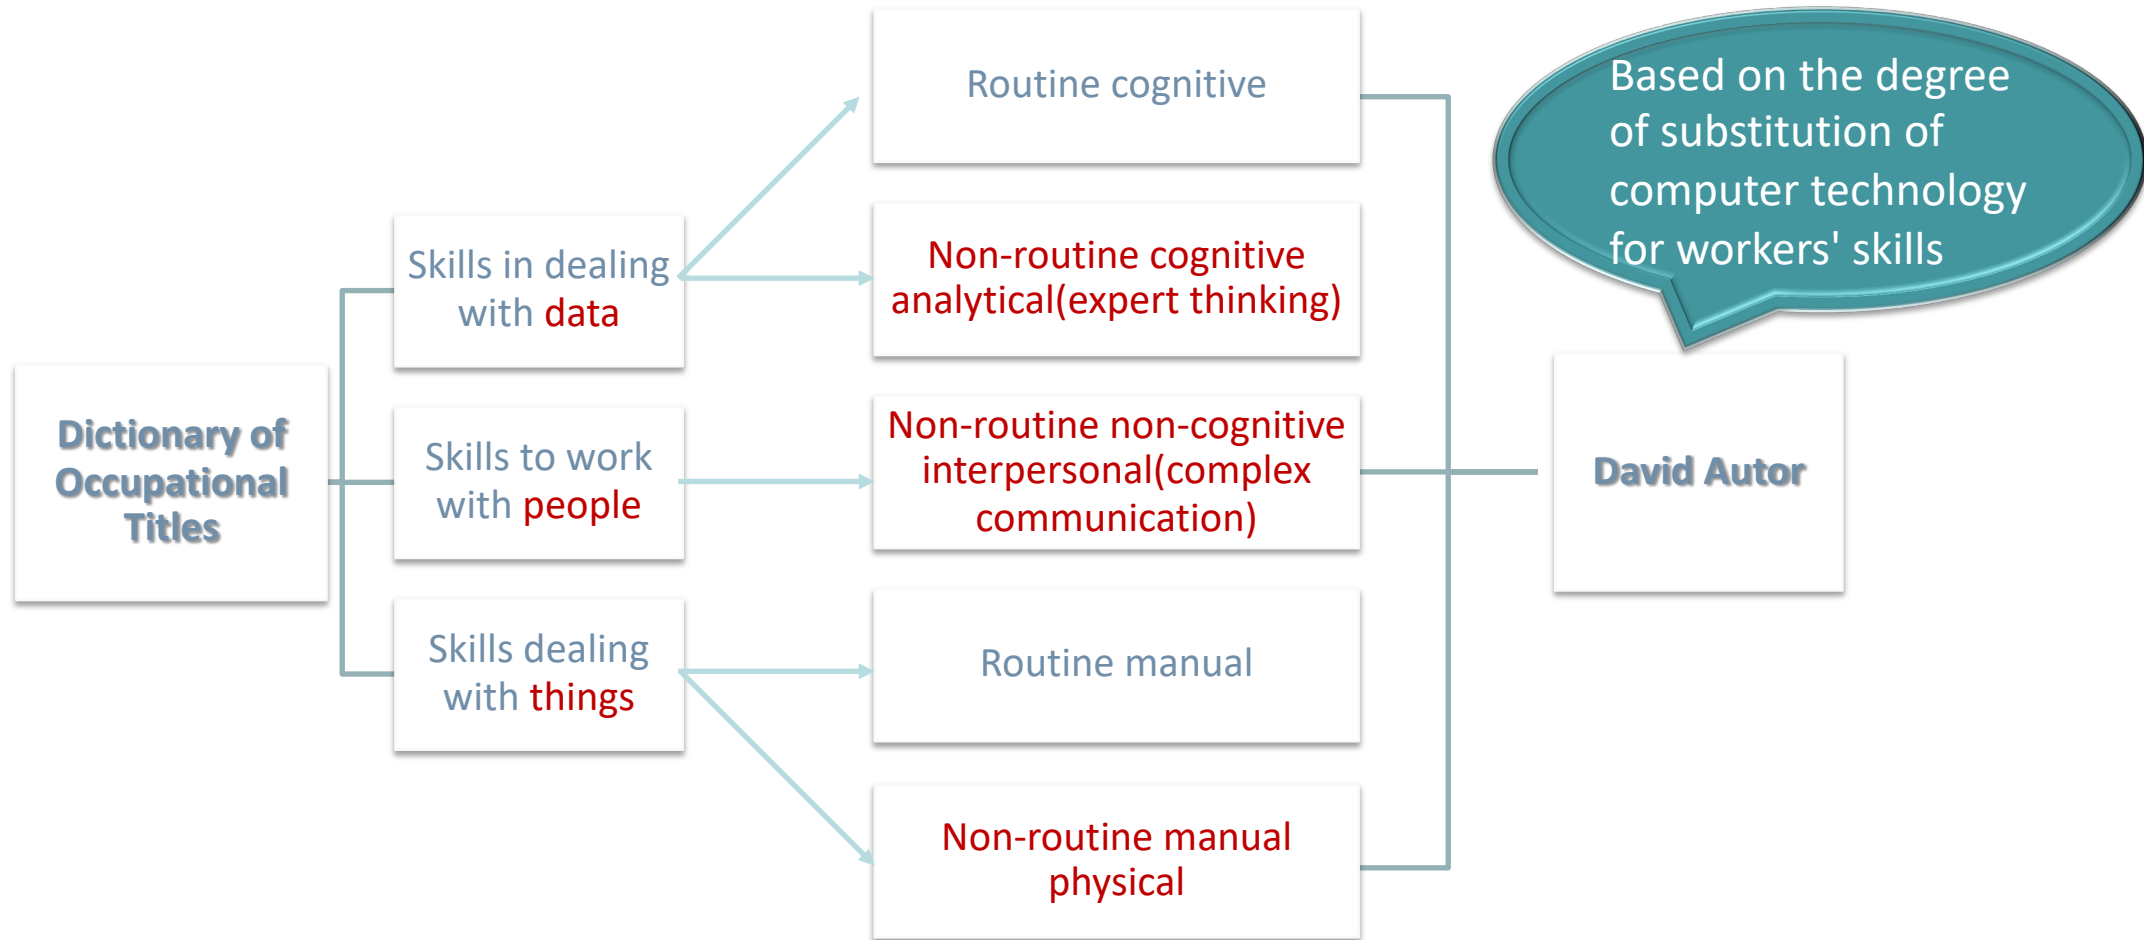 Dictionary of
Occupational
Titles
Skills in dealing
with data
Skills to work
with people
Skills dealing
with things
Routine cognitive
Non-routine cognitive
analytical(expert thinking)
Non-routine non-cognitive
interpersonal(complex
communication)
Routine manual
Non-routine manual
physical
Based on the degree
of substitution of
computer technology
for workers' skills
David Autor